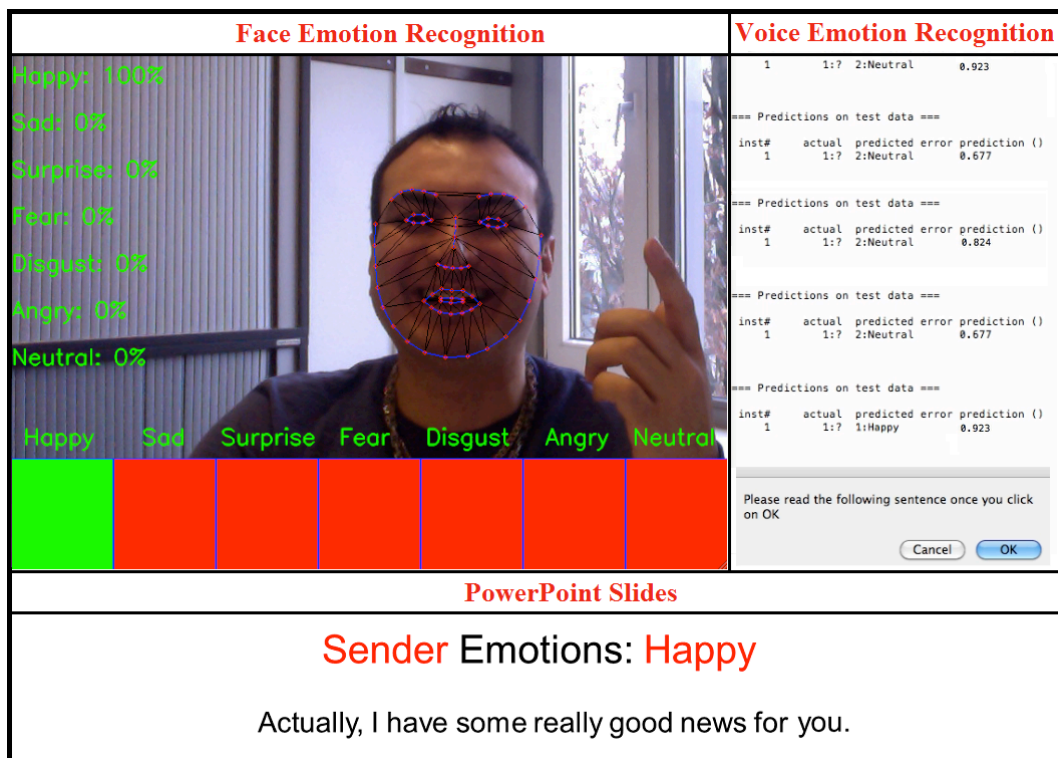 Face Emotion Recognition
Happy: 100%
Sad: 0%
Surprise: 0%
Fear: 0%
Disgust: 0%
Angry: 0%
Neutral: 0%
Happy Sad Surprise Fear Disgust Angry Neutral
Voice Emotion Recognition
1 1:? 2:Neutral 0.923
=== Predictions on test data ===
inst# actual predicted error prediction ()
1 1:? 2:Neutral 0.677
=== Predictions on test data ===
inst# actual predicted error prediction ()
1 1:? 2:Neutral 0.824
=== Predictions on test data ===
inst# actual predicted error prediction ()
1 1:? 2:Neutral 0.677
=== Predictions on test data ===
inst# actual predicted error prediction ()
1 1:? 1:Happy 0.923
Please read the following sentence once you click
on OK
Cancel OK
PowerPoint Slides
Sender Emotions: Happy
Actually, I have some really good news for you.